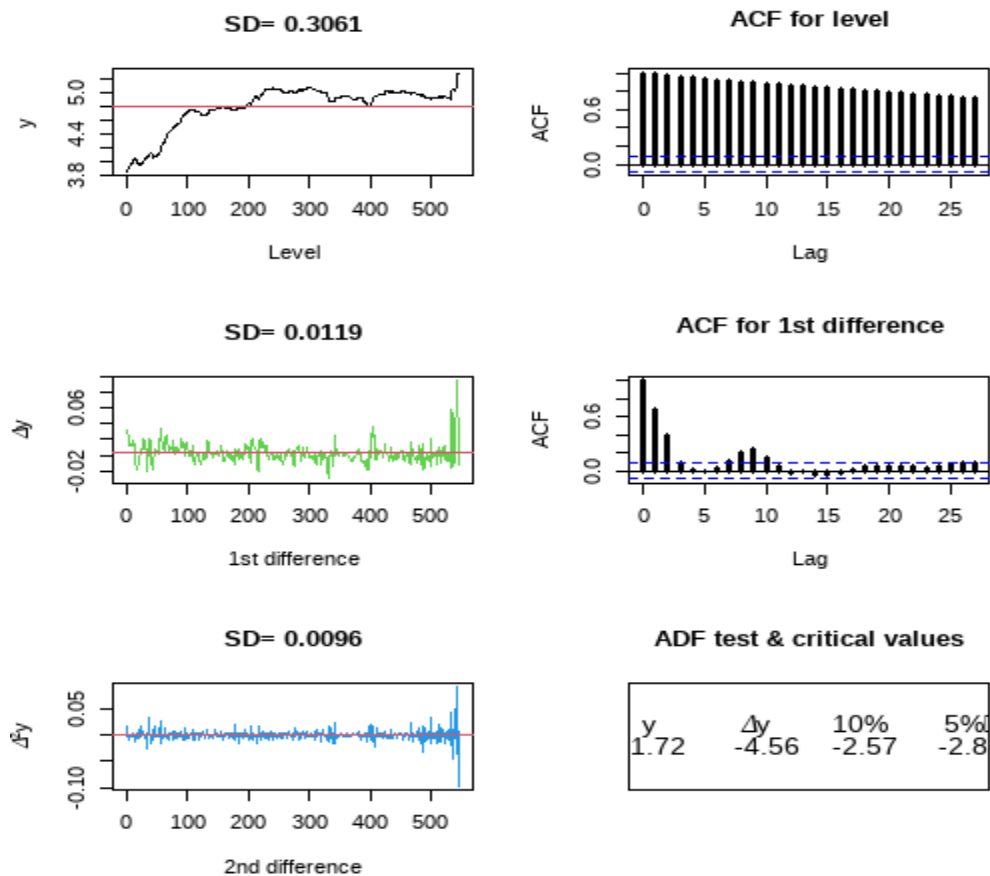 SD= 0.3061
y
5.0
4.4
3.8
0 100 200 300 400 500
Level
ACF for level
ACF
0.6
0.0
0 5 10 15 20 25
Lag
SD= 0.0119
Δy
0.06
-0.02
0 100 200 300 400 500
1st difference
ACF for 1st difference
ACF
0.6
0.0
0 5 10 15 20 25
Lag
SD= 0.0096
Δ²y
0.05
-0.10
0 100 200 300 400 500
2nd difference
ADF test & critical values
y Δy 10% 5%
1.72 -4.56 -2.57 -2.8